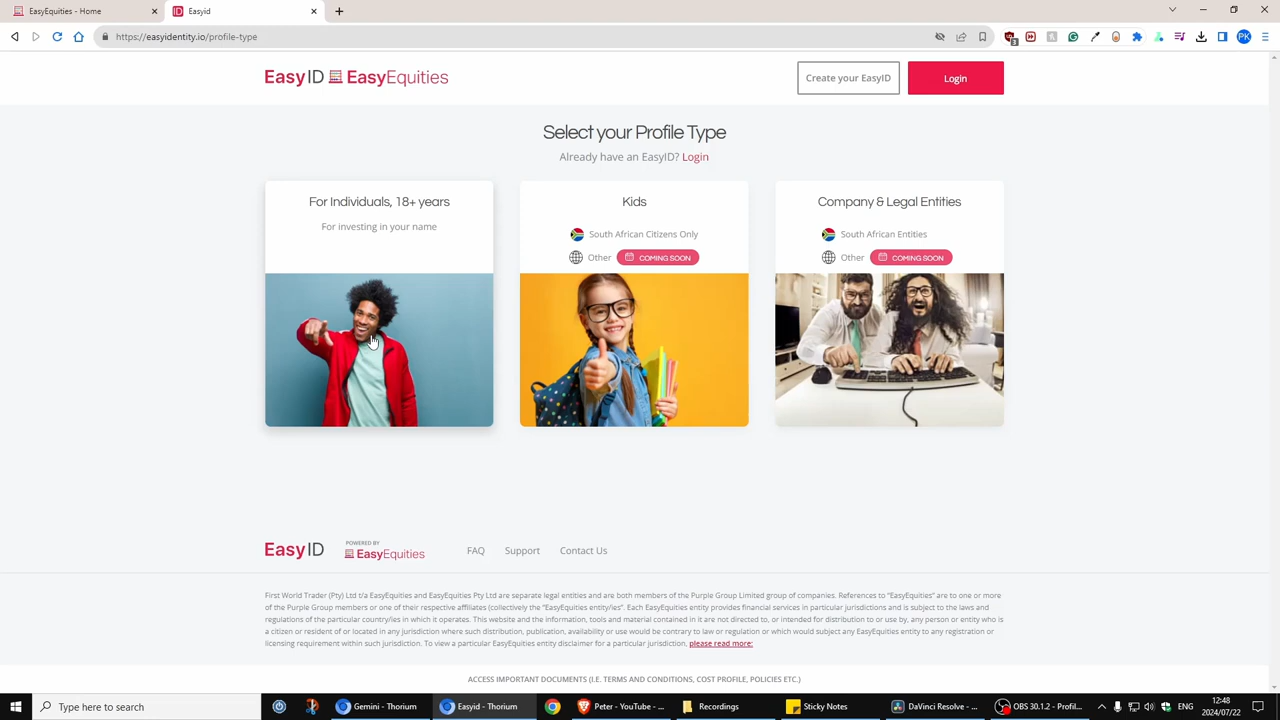 EasyEquities - Home
Easyid
https://easyidentity.io/profile-type
3
PK
EasyID EasyEquities
Create your EasyID
Login
Select your Profile Type
Already have an EasyID? Login
For Individuals, 18+ years
For investing in your name
Kids
South African Citizens Only
Other COMING SOON
Company & Legal Entities
South African Entities
Other COMING SOON
EasyID
POWERED BY
EasyEquities
FAQ
Support
Contact Us
First World Trader (Pty) Ltd t/a EasyEquities and EasyEquities Pty Ltd are separate legal entities and are both members of the Purple Group Limited group of companies. References to "EasyEquities" are to one or more
of the Purple Group members or one of their respective affiliates (collectively the "EasyEquities entity/ies"). Each EasyEquities entity provides financial services in particular jurisdictions and is subject to the laws and
regulations of the particular country/ies in which it operates. This website and the information, tools and material contained in it are not directed to, or intended for distribution to or use by, any person or entity who is
a citizen or resident of or located in any jurisdiction where such distribution, publication, availability or use would be contrary to law or regulation or which would subject any EasyEquities entity to any registration or
licensing requirement within such jurisdiction. To view a particular EasyEquities entity disclaimer for a particular jurisdiction, please read more:
ACCESS IMPORTANT DOCUMENTS (I.E. TERMS AND CONDITIONS, COST PROFILE, POLICIES ETC.)
Type here to search
Gemini - Thorium
Easyid - Thorium
Peter - YouTube - ...
Recordings
Sticky Notes
DaVinci Resolve - ...
OBS 30.1.2 - Profil...
ENG
12:48
2024/07/22